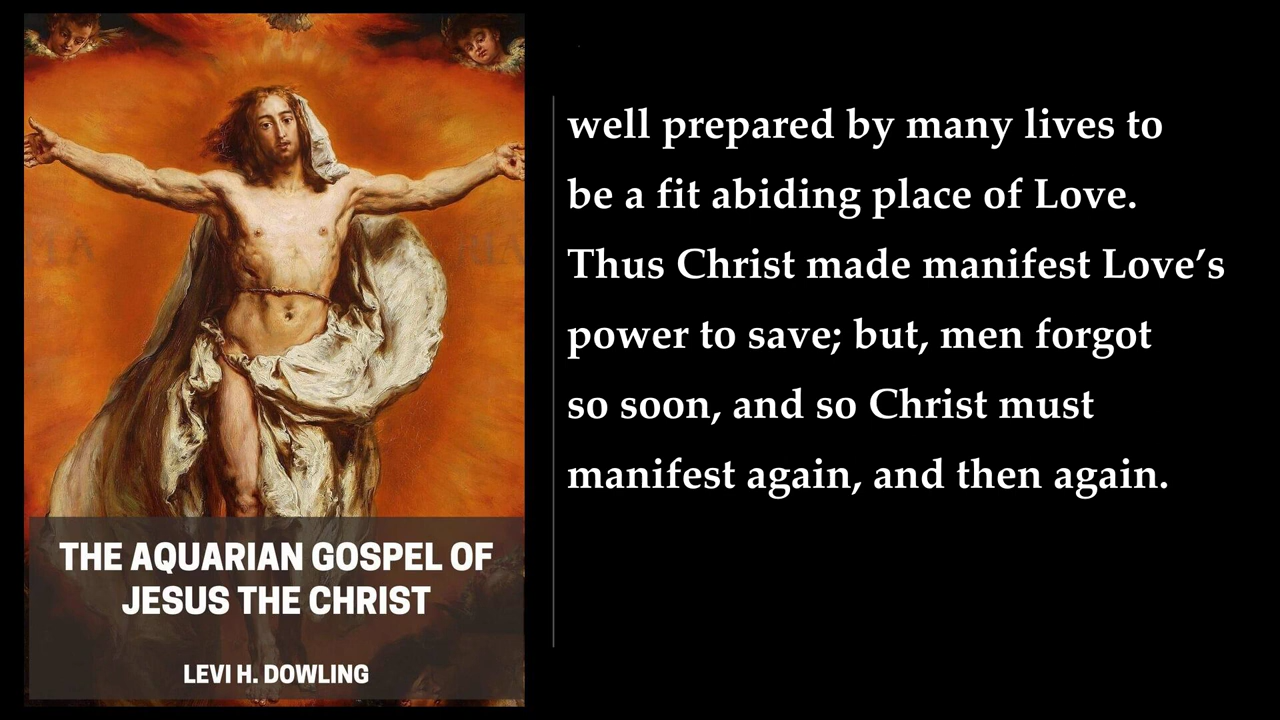 THE AQUARIAN GOSPEL OF
JESUS THE CHRIST
LEVI H. DOWLING
well prepared by many lives to
be a fit abiding place of Love.
Thus Christ made manifest Love’s
power to save; but, men forgot
so soon, and so Christ must
manifest again, and then again.